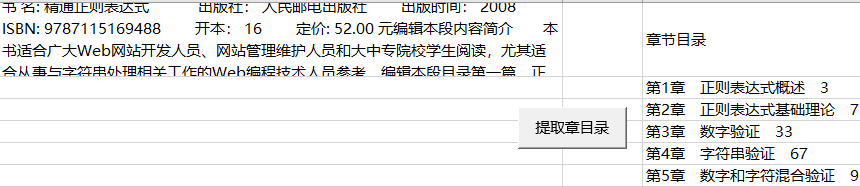 书 名: 精通正则表达式 出版社： 人民邮电出版社 出版时间： 2008
ISBN: 9787115169488 开本： 16 定价: 52.00 元编辑本段内容简介 本
书适合广大Web网站开发人员、网站管理维护人员和大中专院校学生阅读，尤其适
合从事与字符串处理相关工作的Web编程技术人员参考。编辑本段目录第一篇 正
章节目录
第1章 正则表达式概述 3
第2章 正则表达式基础理论 7
提取章目录
第3章 数字验证 33
第4章 字符串验证 67
第5章 数字和字符混合验证 9